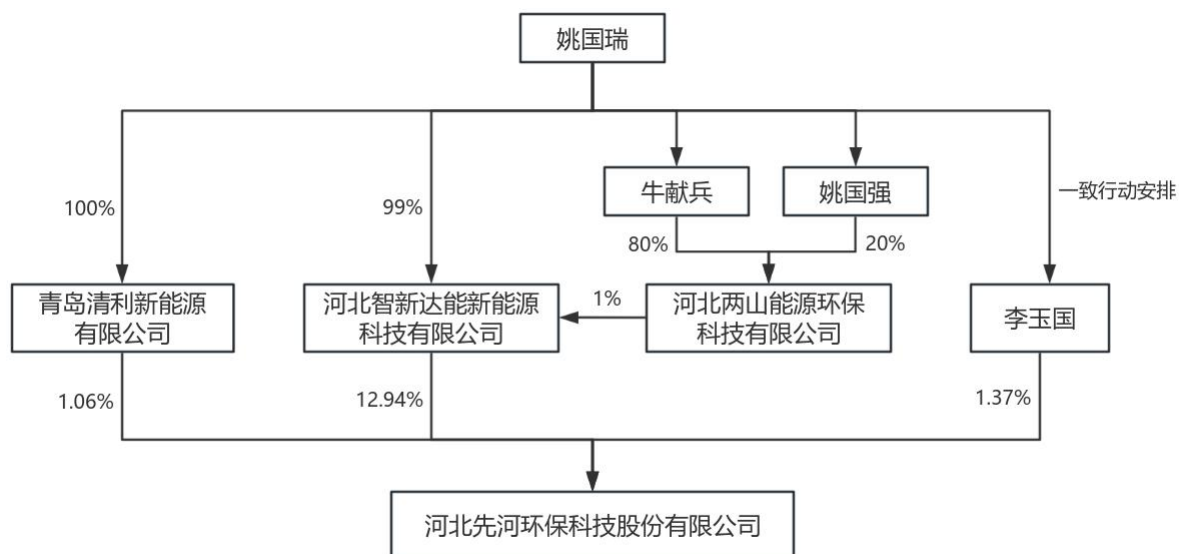 姚国瑞
牛献兵
姚国强
一致行动安排
100%
99%
80%
20%
青岛清利新能源
有限公司
河北智新达能新能源
科技有限公司
1%
河北两山能源环保
科技有限公司
李玉国
1.06%
12.94%
1.37%
河北先河环保科技股份有限公司